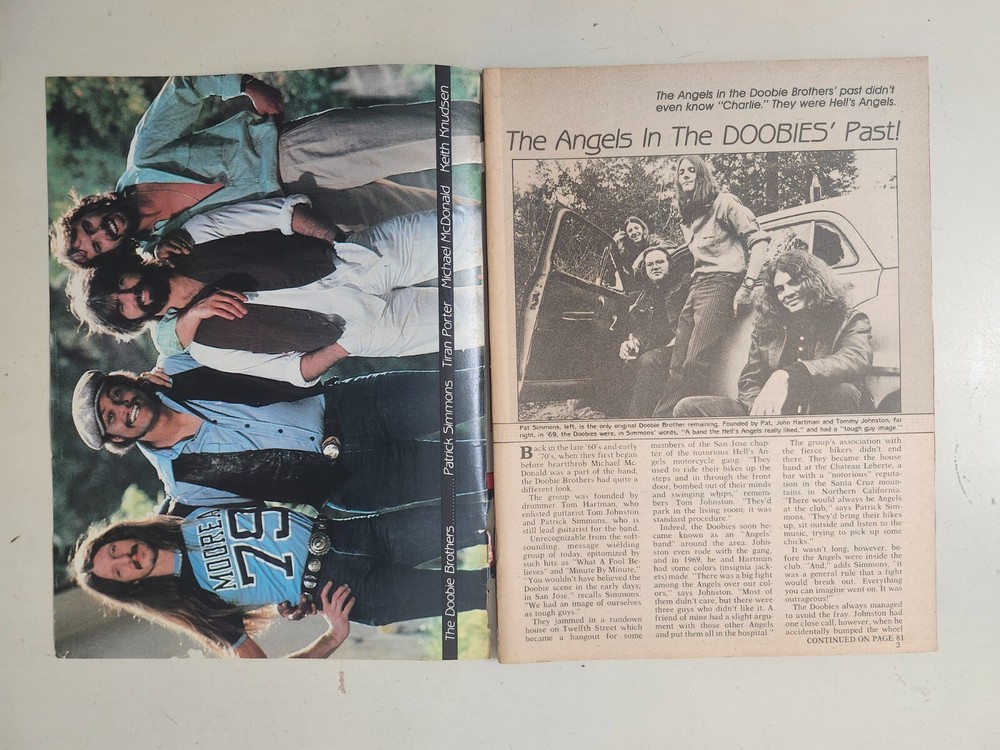 The Doobie Brothers .......... Patrick Simmons Tiran Porter Michael McDonald Keith Knudsen
MOOREA
79
The Angels in the Doobie Brothers' past didn't
even know "Charlie." They were Hell's Angels.
The Angels In The DOOBIES' Past!
Pat Simmons, left, is the only original Doobie Brother remaining. Founded by Pat, John Hartman and Tommy Johnston, far
right, in '69, the Doobies were, in Simmons' words, "A band the Hell's Angels really liked," and had a "tough guy image."
Back in the late '60's and early
'70's, when they first began
before heartthrob Michael Mc-
Donald was a part of the band,
the Doobie Brothers had quite a
different look.
The group was founded by
drummer Tom Hartman, who
enlisted guitarist Tom Johnston
and Patrick Simmons, who is
still lead guitarist for the band.
Unrecognizable from the soft-
sounding, message welding
group of today, epitomized by
such hits as "What A Fool Be-
lieves" and "Minute By Minute,"
"You wouldn't have believed the
Doobie scene in the early days,
in San Jose," recalls Simmons.
"We had an image of ourselves
as tough guys."
They jammed in a rundown
house on Twelfth Street which
became a hangout for some
members of the San Jose chap-
ter of the notorious Hell's An-
gels motorcycle gang. "They
used to ride their bikes up the
steps and in through the front
door, bombed out of their minds
and swinging whips," remem-
bers Tom Johnston. "They'd
park in the living room; it was
standard procedure."
Indeed, the Doobies soon be-
came known as an "Angels
band" around the area. John-
ston even rode with the gang,
and in 1969, he and Hartman
had some colors (insignia jack-
ets) made. "There was a big fight
among the Angels over our col-
ors," says Johnston. "Most of
them didn't care, but there were
three guys who didn't like it. A
friend of mine had a slight argu-
ment with those other Angels
and put them all in the hospital."
The group's association with
the fierce bikers didn't end
there. They became the house
band at the Chateau Leberte, a
bar with a "notorious" reputa-
tion in the Santa Cruz moun-
tains in Northern California.
"There would always be Angels
at the club," says Patrick Sim-
mons. "They'd bring their bikes
up, sit outside and listen to the
music, trying to pick up some
chicks."
It wasn't long, however, be-
fore the Angels were inside the
club. "And," adds Simmons, "it
was a general rule that a fight
would break out. Everything
you can imagine went on. It was
outrageous!"
The Doobies always managed
to avoid the fray. Johnston had
one close call, however, when he
accidentally bumped the wheel
CONTINUED ON PAGE 81
3